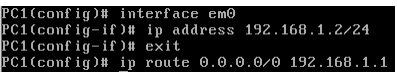 PC1(config)# interface em0
PC1(config-if)# ip address 192.168.1.2/24
PC1(config-if)# exit
PC1(config)# ip route 0.0.0.0/0 192.168.1.1